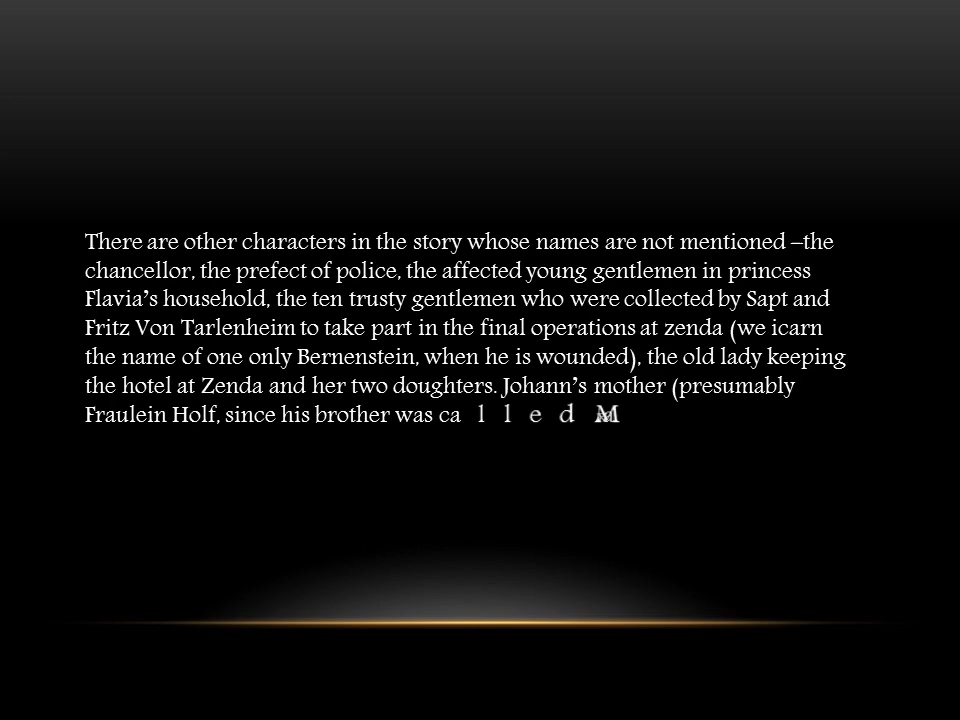 There are other characters in the story whose names are not mentioned –the
chancellor, the prefect of police, the affected young gentlemen in princess
Flavia’s household, the ten trusty gentlemen who were collected by Sapt and
Fritz Von Tarlenheim to take part in the final operations at zenda (we icarn
the name of one only Bernenstein, when he is wounded), the old lady keeping
the hotel at Zenda and her two doughters. Johann’s mother (presumably
Fraulein Holf, since his brother was ca l l e d